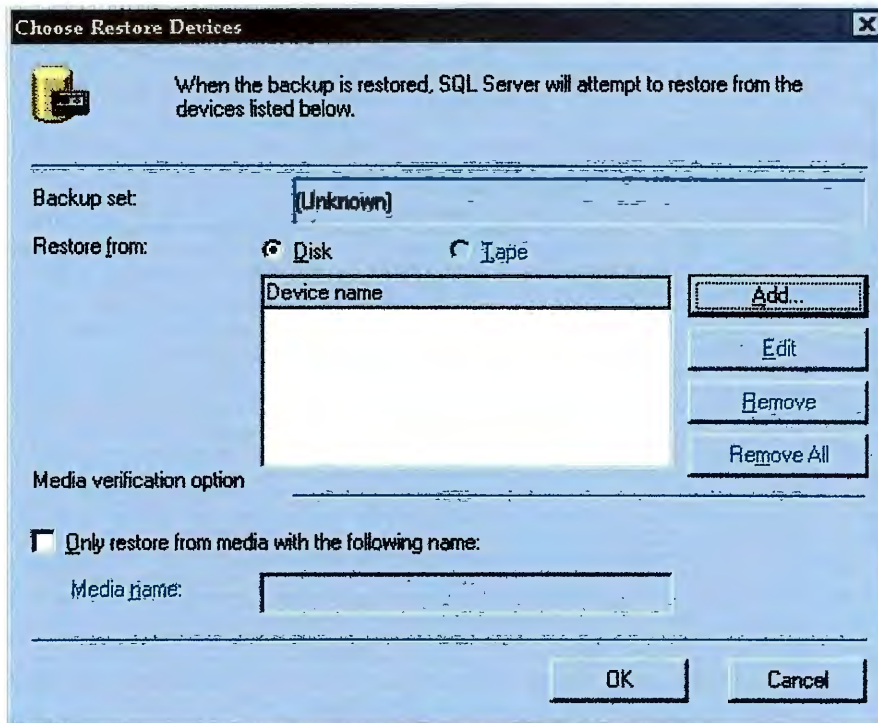 Choose Restore Devices
When the backup is restored, SQL Server will attempt to restore from the
devices listed below.
Backup set:
(Unknown)
Restore from:
Disk
Tape
Device name
Add...
Edit
Remove
Remove All
Media verification option
Only restore from media with the following name:
Media name:
OK
Cancel